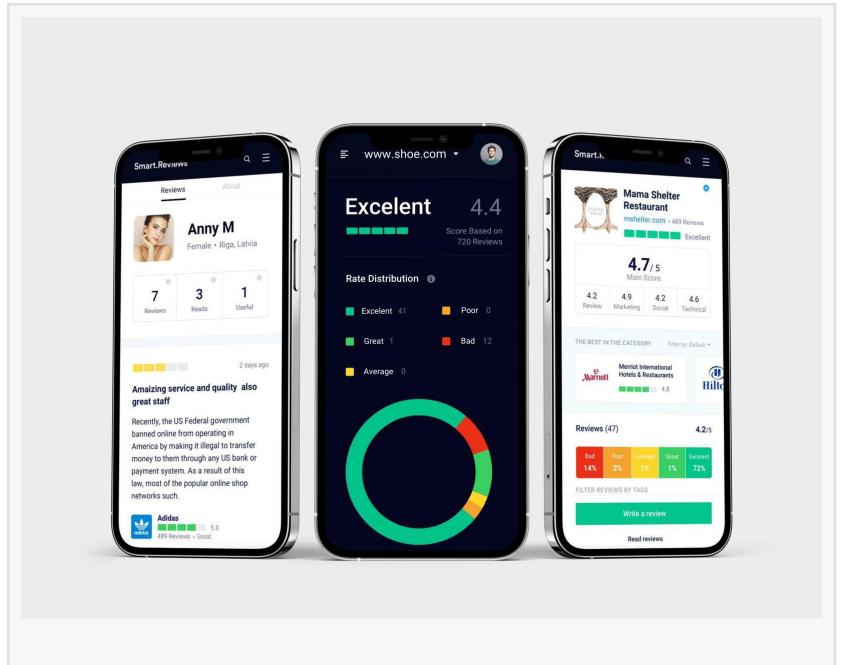 Smart.Reviews
Reviews
About
Anny M
Female • Riga, Latvia
7
Reviews
3
Reads
1
Useful
2 days ago
Amaizing service and quality also
great staff
Recently, the US Federal government
banned online from operating in
America by making it illegal to transfer
money to them through any US bank or
payment system. As a result of this
law, most of the popular online shop
networks such.
adidas
Adidas
5.0
489 Reviews • Great
www.shoe.com
Excelent
4.4
Score Based on
720 Reviews
Rate Distribution
Excelent 41
Poor 0
Great 1
Bad 12
Average 0
Mama Shelter
Restaurant
mshelter.com • 489 Reviews
Excellent
4.7/ 5
Main Score
4.2
Review
4.9
Marketing
4.2
Social
4.6
Technical
THE BEST IN THE CATEGORY
Filter by: Default
Marriott
Merriot International
Hotels & Restaurants
4.8
Hilto
Reviews (47)
4.2/5
Bad
14%
Poor
2%
Average
1%
Great
1%
Excelent
72%
FILTER REVIEWS BY TAGS
Write a review
Read reviews